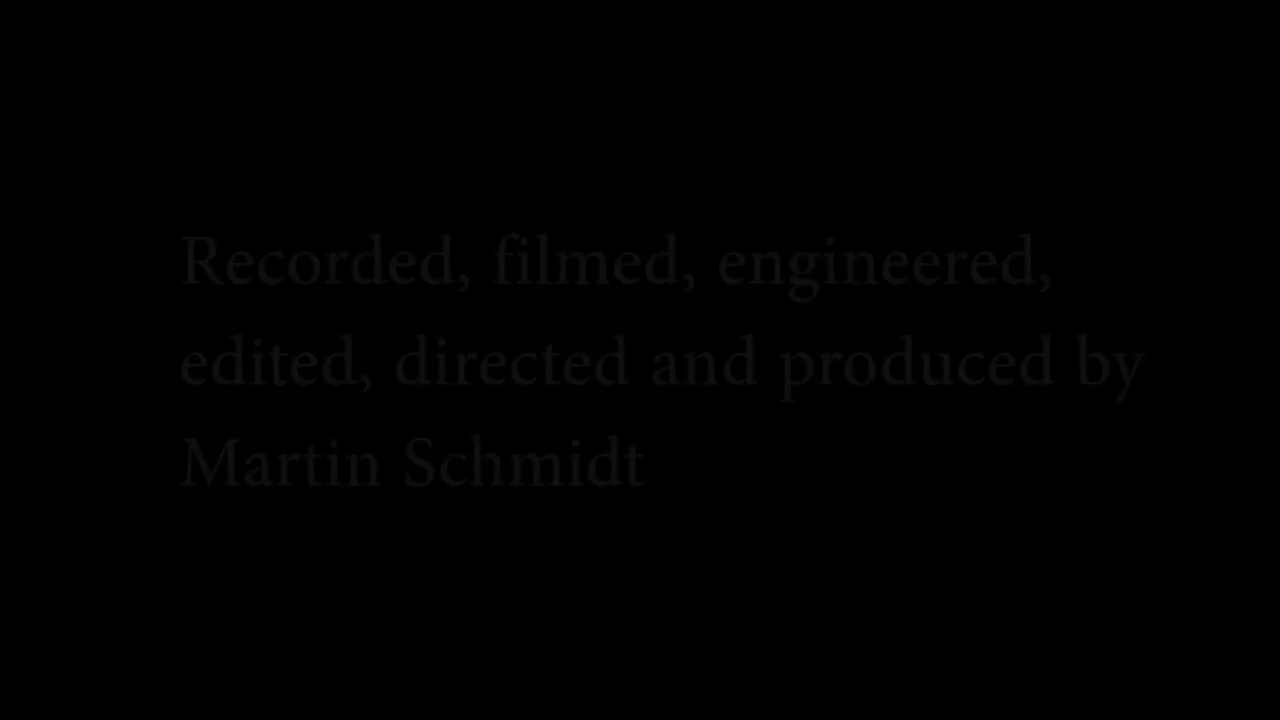 Recorded, filmed, engineered,
edited, directed and produced by
Martin Schmidt